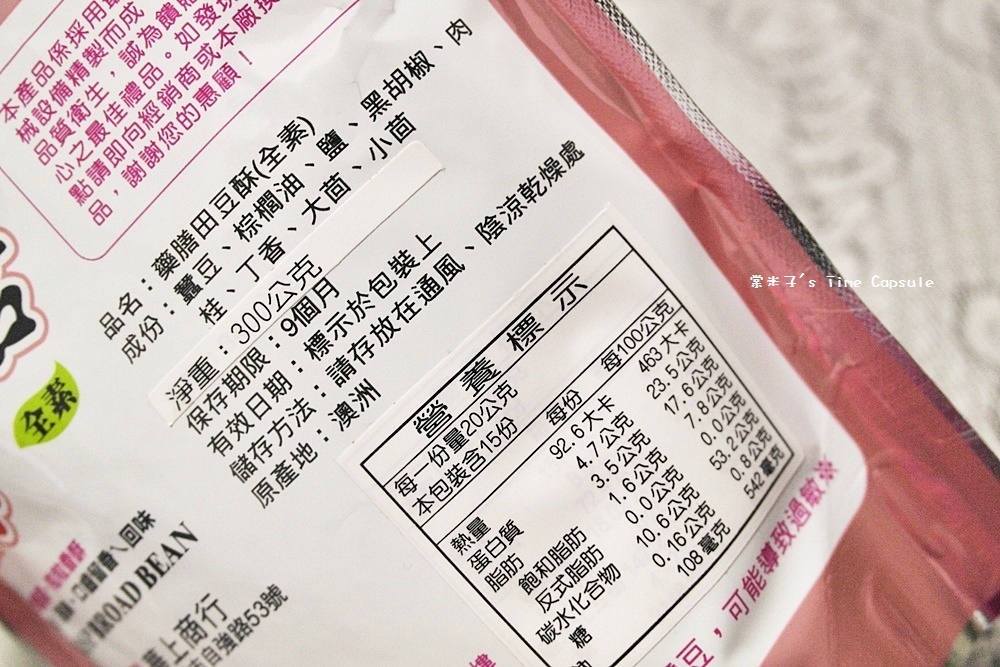 本產品係採用
械設備精製而成
品質衛生，誠為饋
心之最佳禮品。如發現
點請即向經銷商或本廠
品，謝謝您的惠顧！
品名：藥膳田豆酥(全素)
成份：蠶豆、棕櫚油、鹽、黑胡椒、肉
桂、丁香、大茴、小茴
淨重：300公克
保存期限：9個月
有效日期：標示於包裝上
儲存方法：請存放在通風、陰涼乾燥處
原產地：澳洲
全素
營養標示
每一份量20公克
本包裝含15份
每份 每100公克
熱量 92.6大卡 463大卡
蛋白質 4.7公克 23.5公克
脂肪 3.5公克 17.6公克
飽和脂肪 1.6公克 7.8公克
反式脂肪 0.0公克 0.0公克
碳水化合物 10.6公克 53.2公克
糖 0.16公克 0.8公克
108毫克 542毫克
豆，可能導致過敏※
回味
BROAD BEAN
上商行
自強路53號
棠半子's Time Capsule